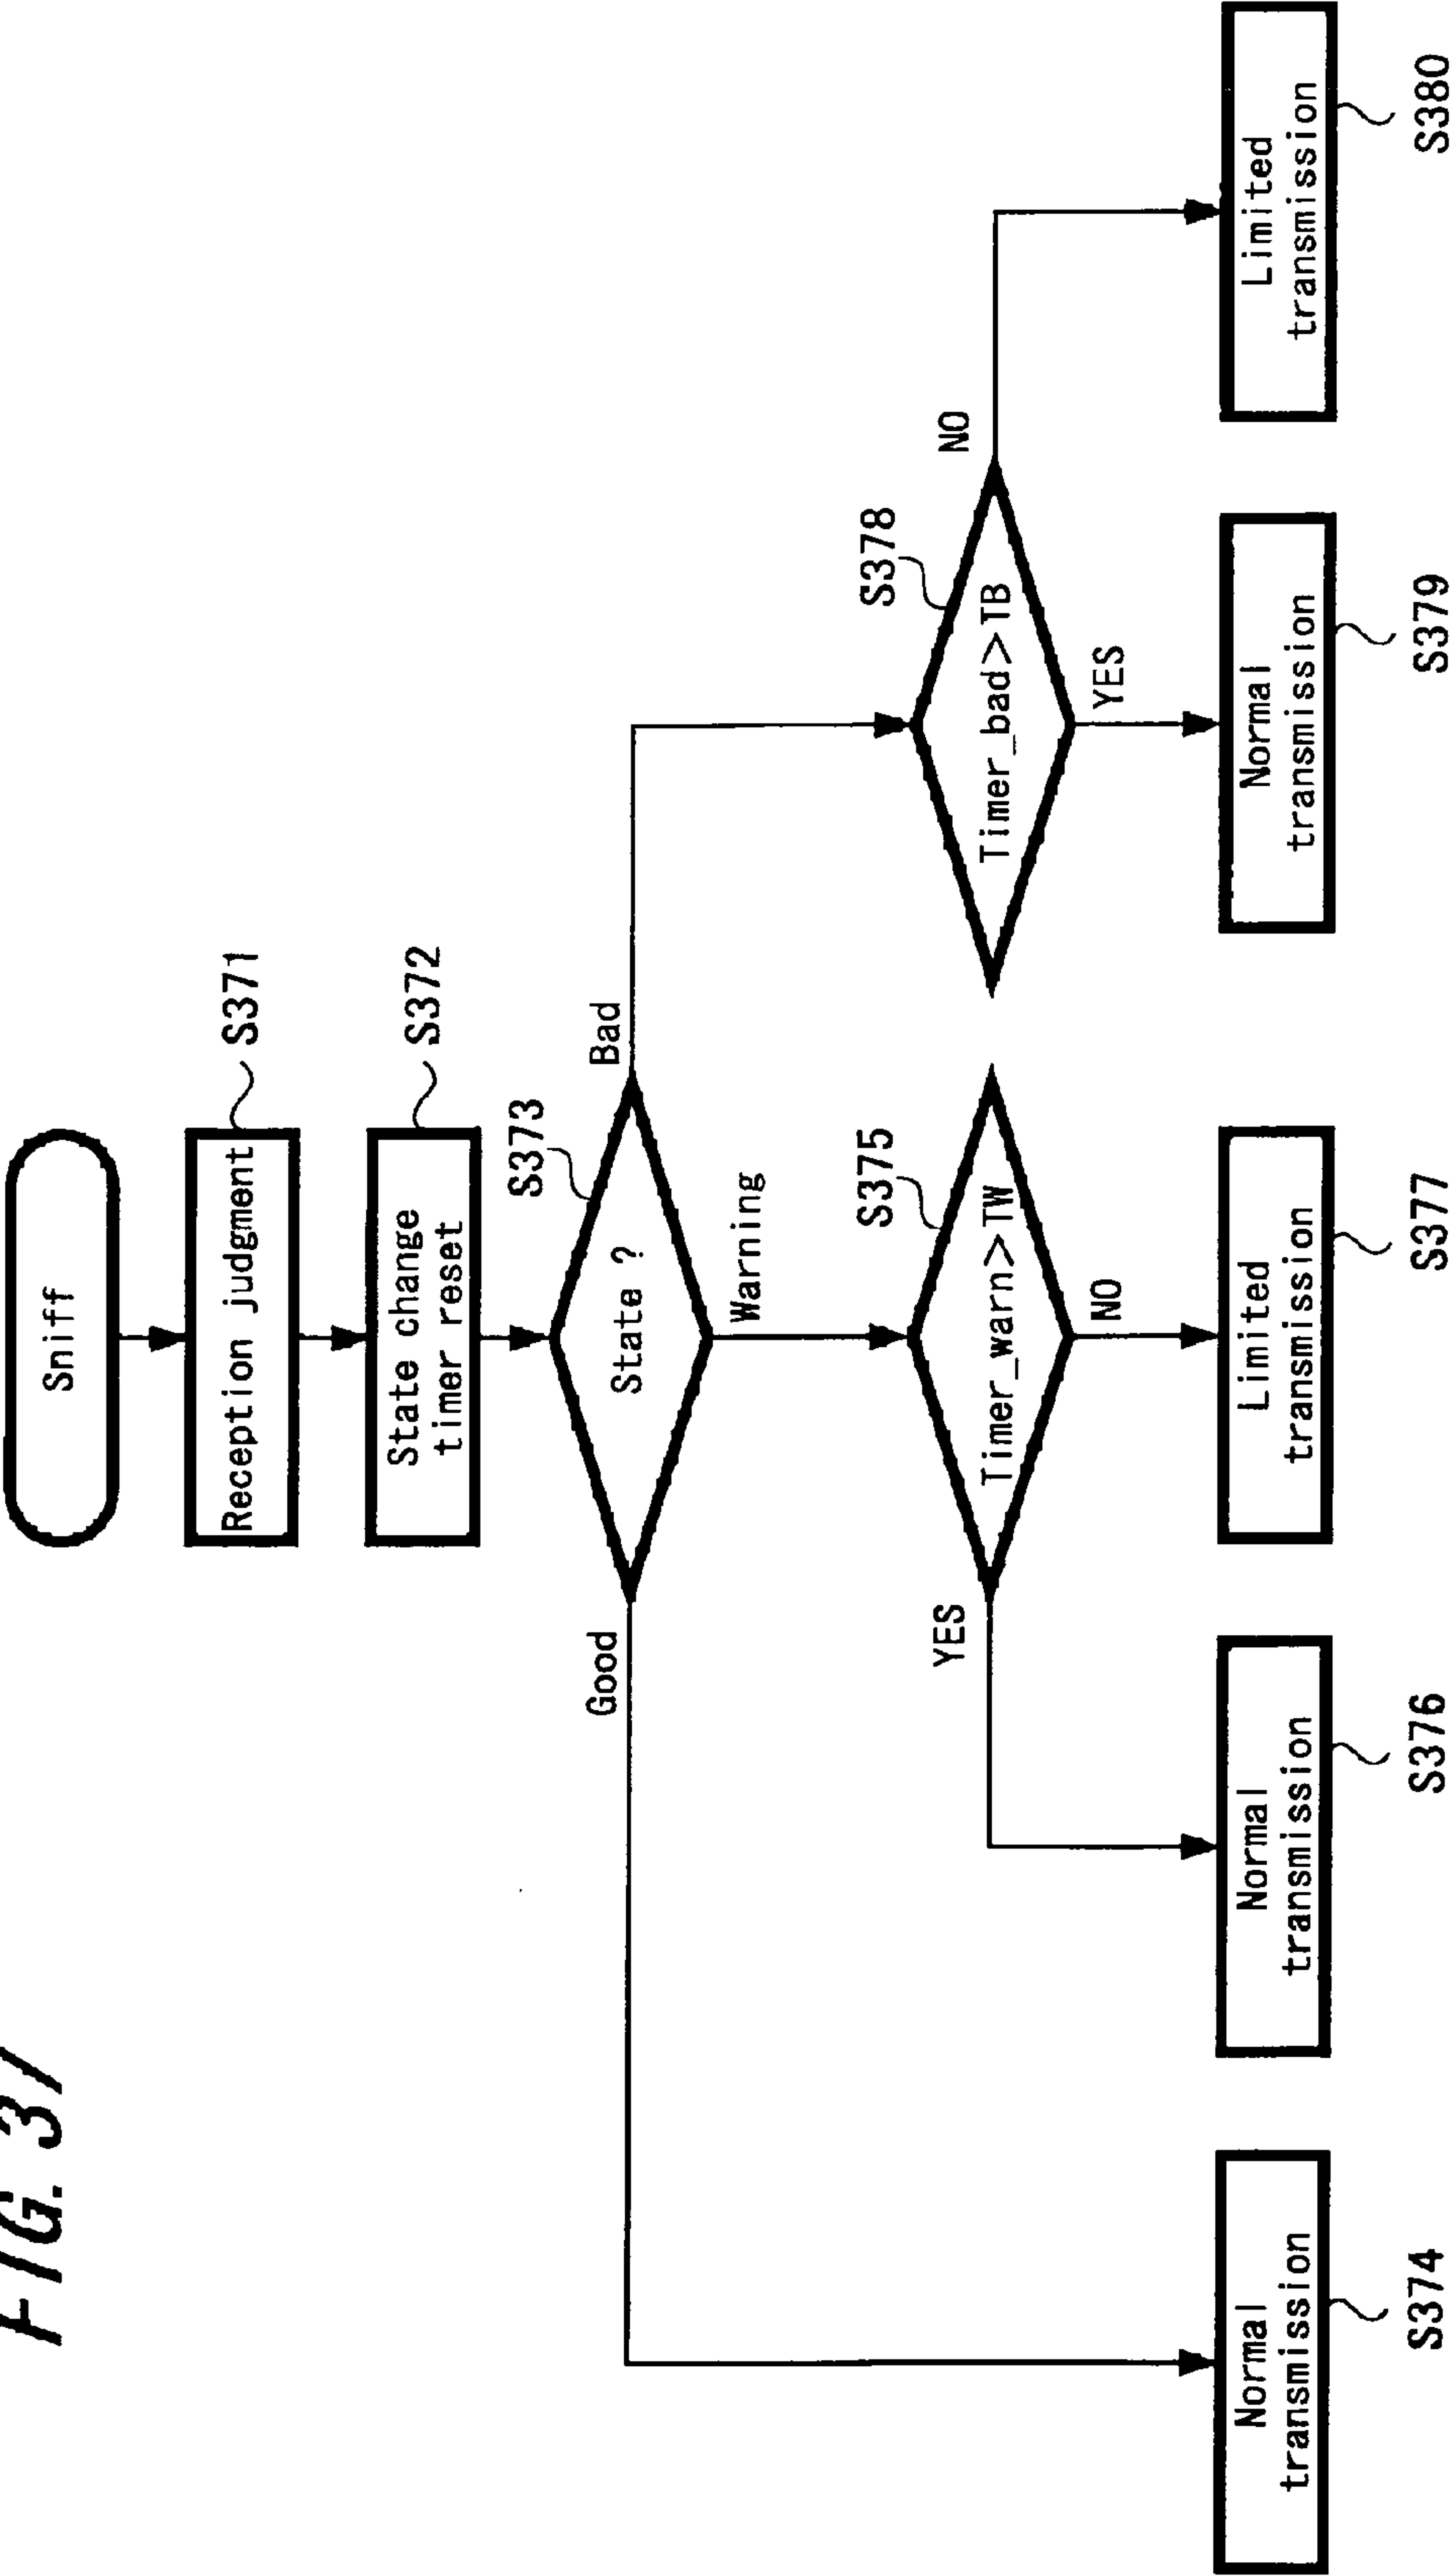 FIG. 37
Sniff
Reception judgment
S371
State change
timer reset
S372
State ?
S373
Good
Bad
Warning
Timer_warn>TW
S375
YES
NO
Timer_bad>TB
S378
NO
YES
Normal
transmission
S374
Normal
transmission
S376
Limited
transmission
S377
Normal
transmission
S379
Limited
transmission
S380